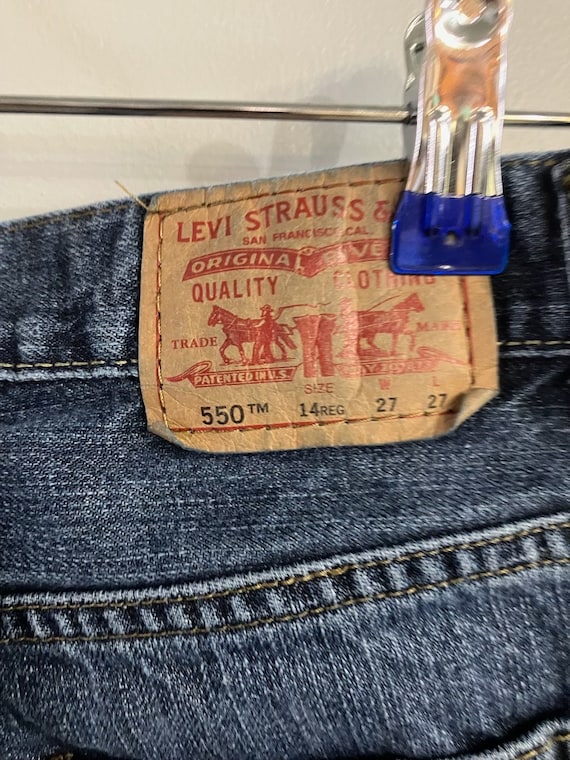 LEVI STRAUSS &
SAN FRANCISCO, CAL.
ORIGINAL
QUALITY CLOTHING
TRADE MARK
PATENTED IN U.S.
SIZE W L
550™ 14REG 27 27